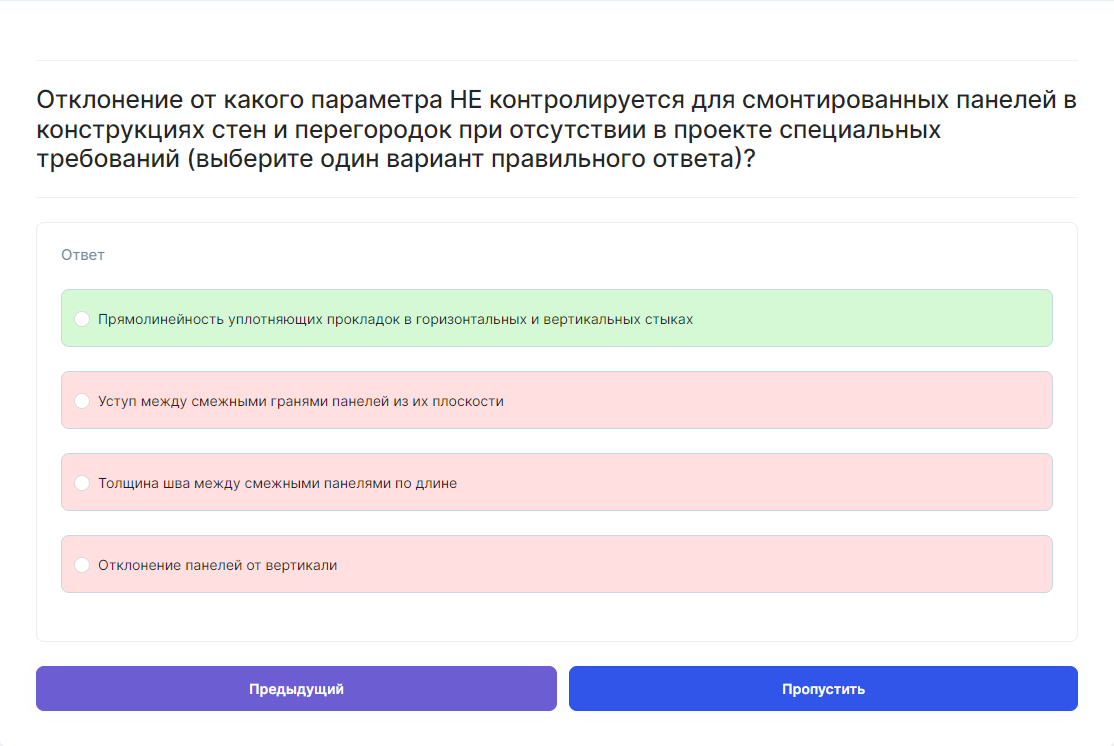 Отклонение от какого параметра НЕ контролируется для смонтированных панелей в
конструкциях стен и перегородок при отсутствии в проекте специальных
требований (выберите один вариант правильного ответа)?
Ответ
Прямолинейность уплотняющих прокладок в горизонтальных и вертикальных стыках
Уступ между смежными гранями панелей из их плоскости
Толщина шва между смежными панелями по длине
Отклонение панелей от вертикали
Предыдущий
Пропустить